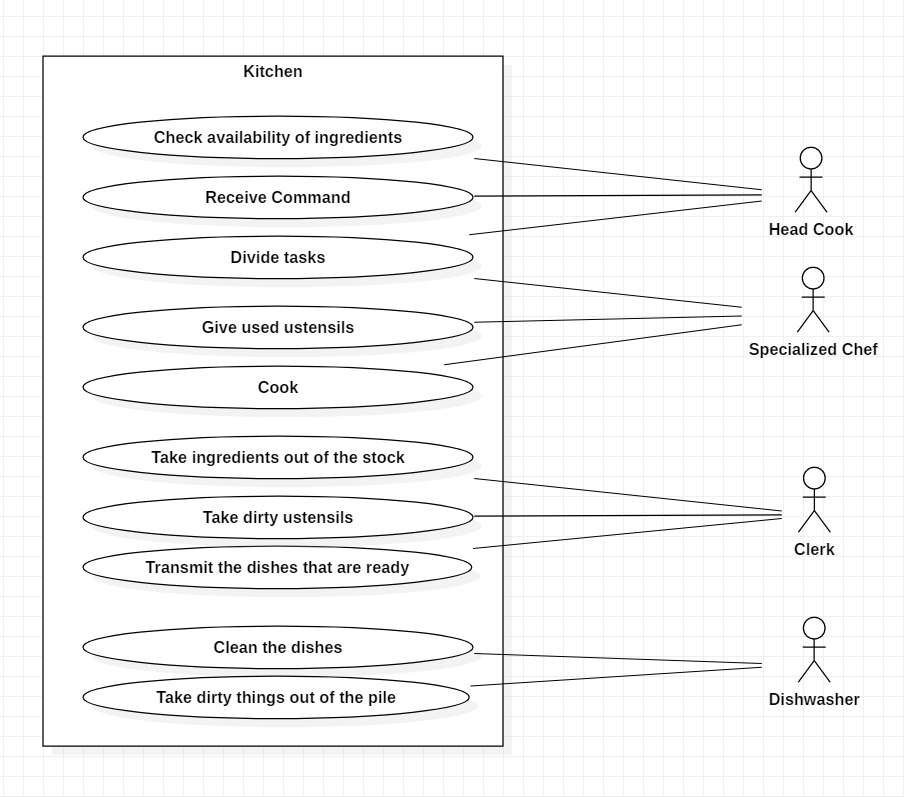 Kitchen
Check availability of ingredients
Receive Command
Divide tasks
Give used ustensils
Cook
Take ingredients out of the stock
Take dirty ustensils
Transmit the dishes that are ready
Clean the dishes
Take dirty things out of the pile
Head Cook
Specialized Chef
Clerk
Dishwasher